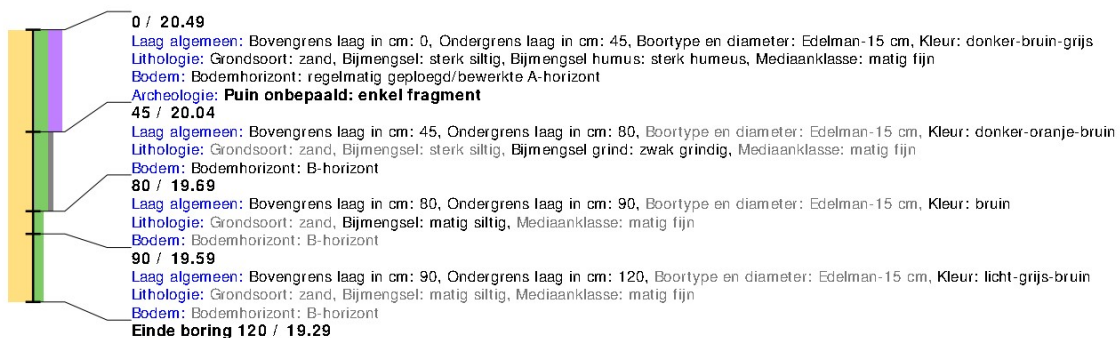 0 / 20.49
Laag algemeen: Bovengrens laag in cm: 0, Ondergrens laag in cm: 45, Boortype en diameter: Edelman-15 cm, Kleur: donker-bruin-grijs
Lithologie: Grondsoort: zand, Bijmengsel: sterk siltig, Bijmengsel humus: sterk humeus, Mediaanklasse: matig fijn
Bodem: Bodemhorizont: regelmatig geploegd/bewerkte A-horizont
Archeologie: Puin onbepaald: enkel fragment
45 / 20.04
Laag algemeen: Bovengrens laag in cm: 45, Ondergrens laag in cm: 80, Boortype en diameter: Edelman-15 cm, Kleur: donker-oranje-bruin
Lithologie: Grondsoort: zand, Bijmengsel: sterk siltig, Bijmengsel grind: zwak grindig, Mediaanklasse: matig fijn
Bodem: Bodemhorizont: B-horizont
80 / 19.69
Laag algemeen: Bovengrens laag in cm: 80, Ondergrens laag in cm: 90, Boortype en diameter: Edelman-15 cm, Kleur: bruin
Lithologie: Grondsoort: zand, Bijmengsel: matig siltig, Mediaanklasse: matig fijn
Bodem: Bodemhorizont: B-horizont
90 / 19.59
Laag algemeen: Bovengrens laag in cm: 90, Ondergrens laag in cm: 120, Boortype en diameter: Edelman-15 cm, Kleur: licht-grijs-bruin
Lithologie: Grondsoort: zand, Bijmengsel: matig siltig, Mediaanklasse: matig fijn
Bodem: Bodemhorizont: B-horizont
Einde boring 120 / 19.29